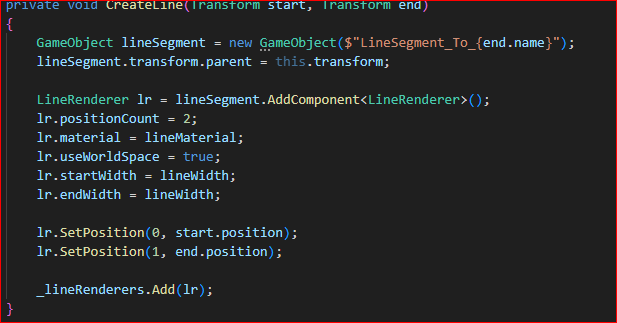 private void CreateLine(Transform start, Transform end)
{
GameObject lineSegment = new GameObject($"LineSegment_To_{end.name}");
lineSegment.transform.parent = this.transform;
LineRenderer lr = lineSegment.AddComponent<LineRenderer>();
lr.positionCount = 2;
lr.material = lineMaterial;
lr.useWorldSpace = true;
lr.startWidth = lineWidth;
lr.endWidth = lineWidth;
lr.SetPosition(0, start.position);
lr.SetPosition(1, end.position);
_lineRenderers.Add(lr);
}